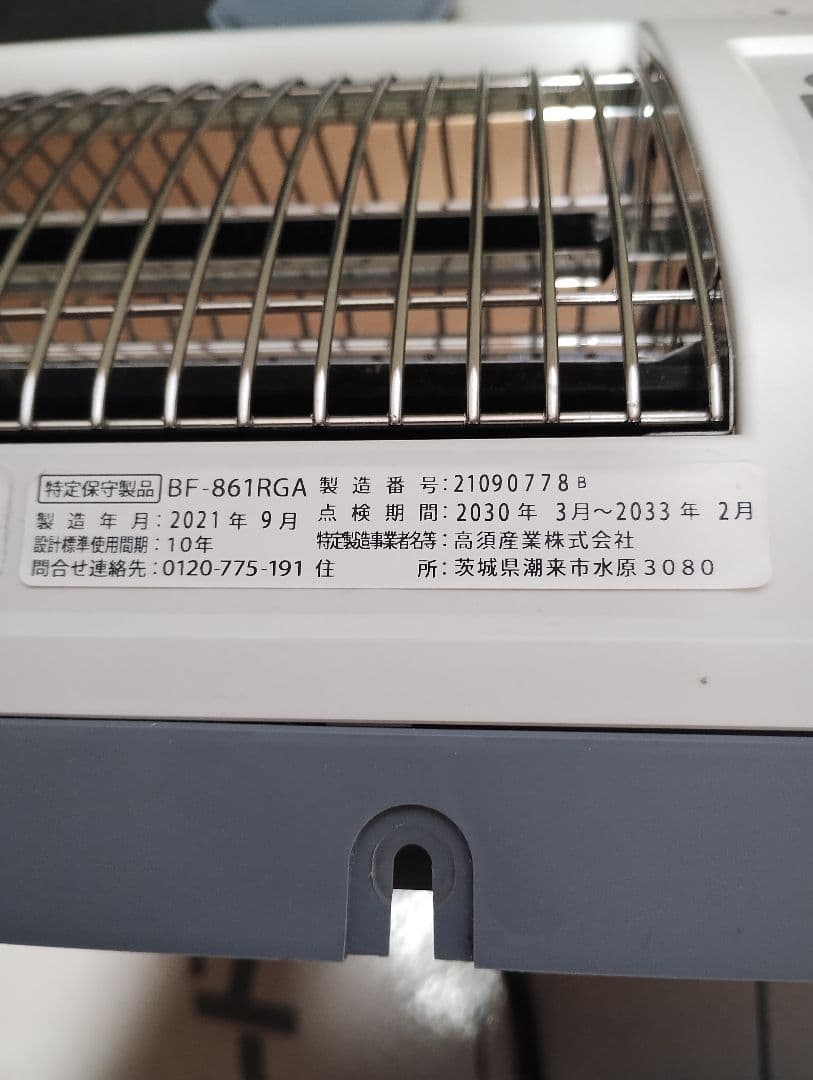 特定保守製品 BF-861RGA 製造番号:21090778B
製造年月:2021年9月 点検期間:2030年 3月～2033年 2月
設計標準使用間期:10年 特定製造事業者名等:高須産業株式会社
問合せ連絡先:0120-775-191 住所:茨城県潮来市水原3080